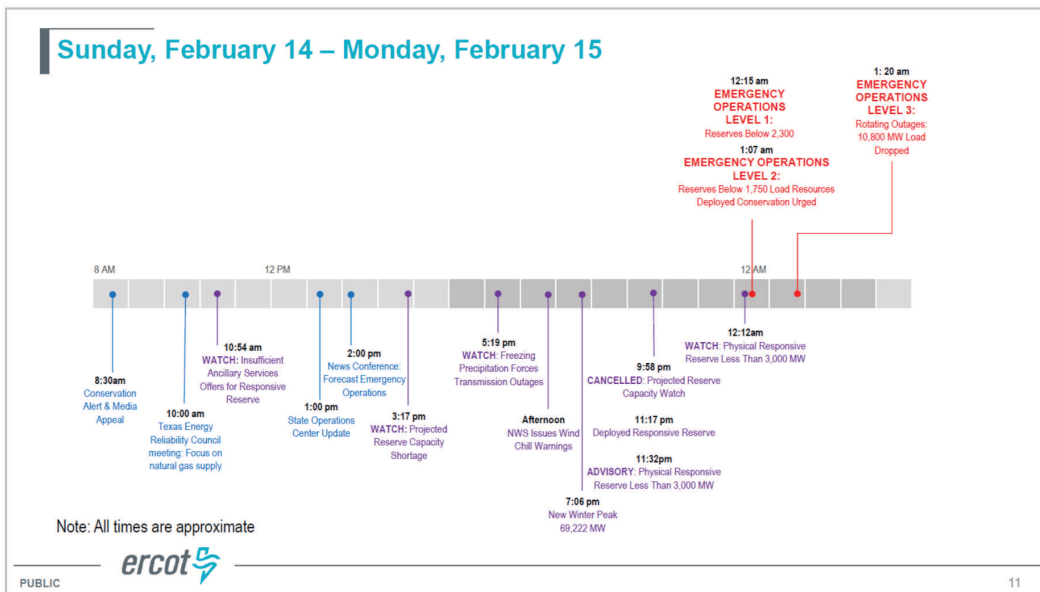 Sunday, February 14 – Monday, February 15
12:15 am
EMERGENCY
OPERATIONS
LEVEL 1:
Reserves Below 2,300
1:07 am
EMERGENCY OPERATIONS
LEVEL 2:
Reserves Below 1,750 Load Resources
Deployed Conservation Urged
1: 20 am
EMERGENCY
OPERATIONS
LEVEL 3:
Rotating Outages:
10,800 MW Load
Dropped
8 AM
12 PM
12 AM
8:30am
Conservation
Alert & Media
Appeal
10:00 am
Texas Energy
Reliability Council
meeting: Focus on
natural gas supply
10:54 am
WATCH: Insufficient
Ancillary Services
Offers for Responsive
Reserve
1:00 pm
State Operations
Center Update
2:00 pm
News Conference:
Forecast Emergency
Operations
3:17 pm
WATCH: Projected
Reserve Capacity
Shortage
5:19 pm
WATCH: Freezing
Precipitation Forces
Transmission Outages
Afternoon
NWS Issues Wind
Chill Warnings
7:06 pm
New Winter Peak
69,222 MW
9:58 pm
CANCELLED: Projected Reserve
Capacity Watch
11:17 pm
Deployed Responsive Reserve
11:32pm
ADVISORY: Physical Responsive
Reserve Less Than 3,000 MW
12:12am
WATCH: Physical Responsive
Reserve Less Than 3,000 MW
Note: All times are approximate
ercot
PUBLIC
11